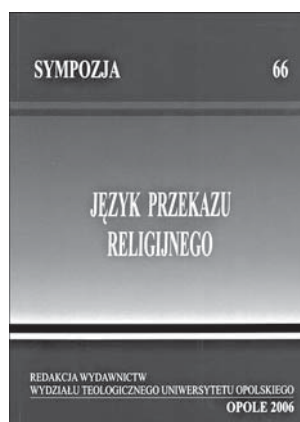 SYMPOZJA 66
JĘZYK PRZEKAZU
RELIGIJNEGO
REDAKCJA WYDAWNICTW
WYDZIAŁU TEOLOGICZNEGO UNIWERSYTETU OPOLSKIEGO
OPOLE 2006